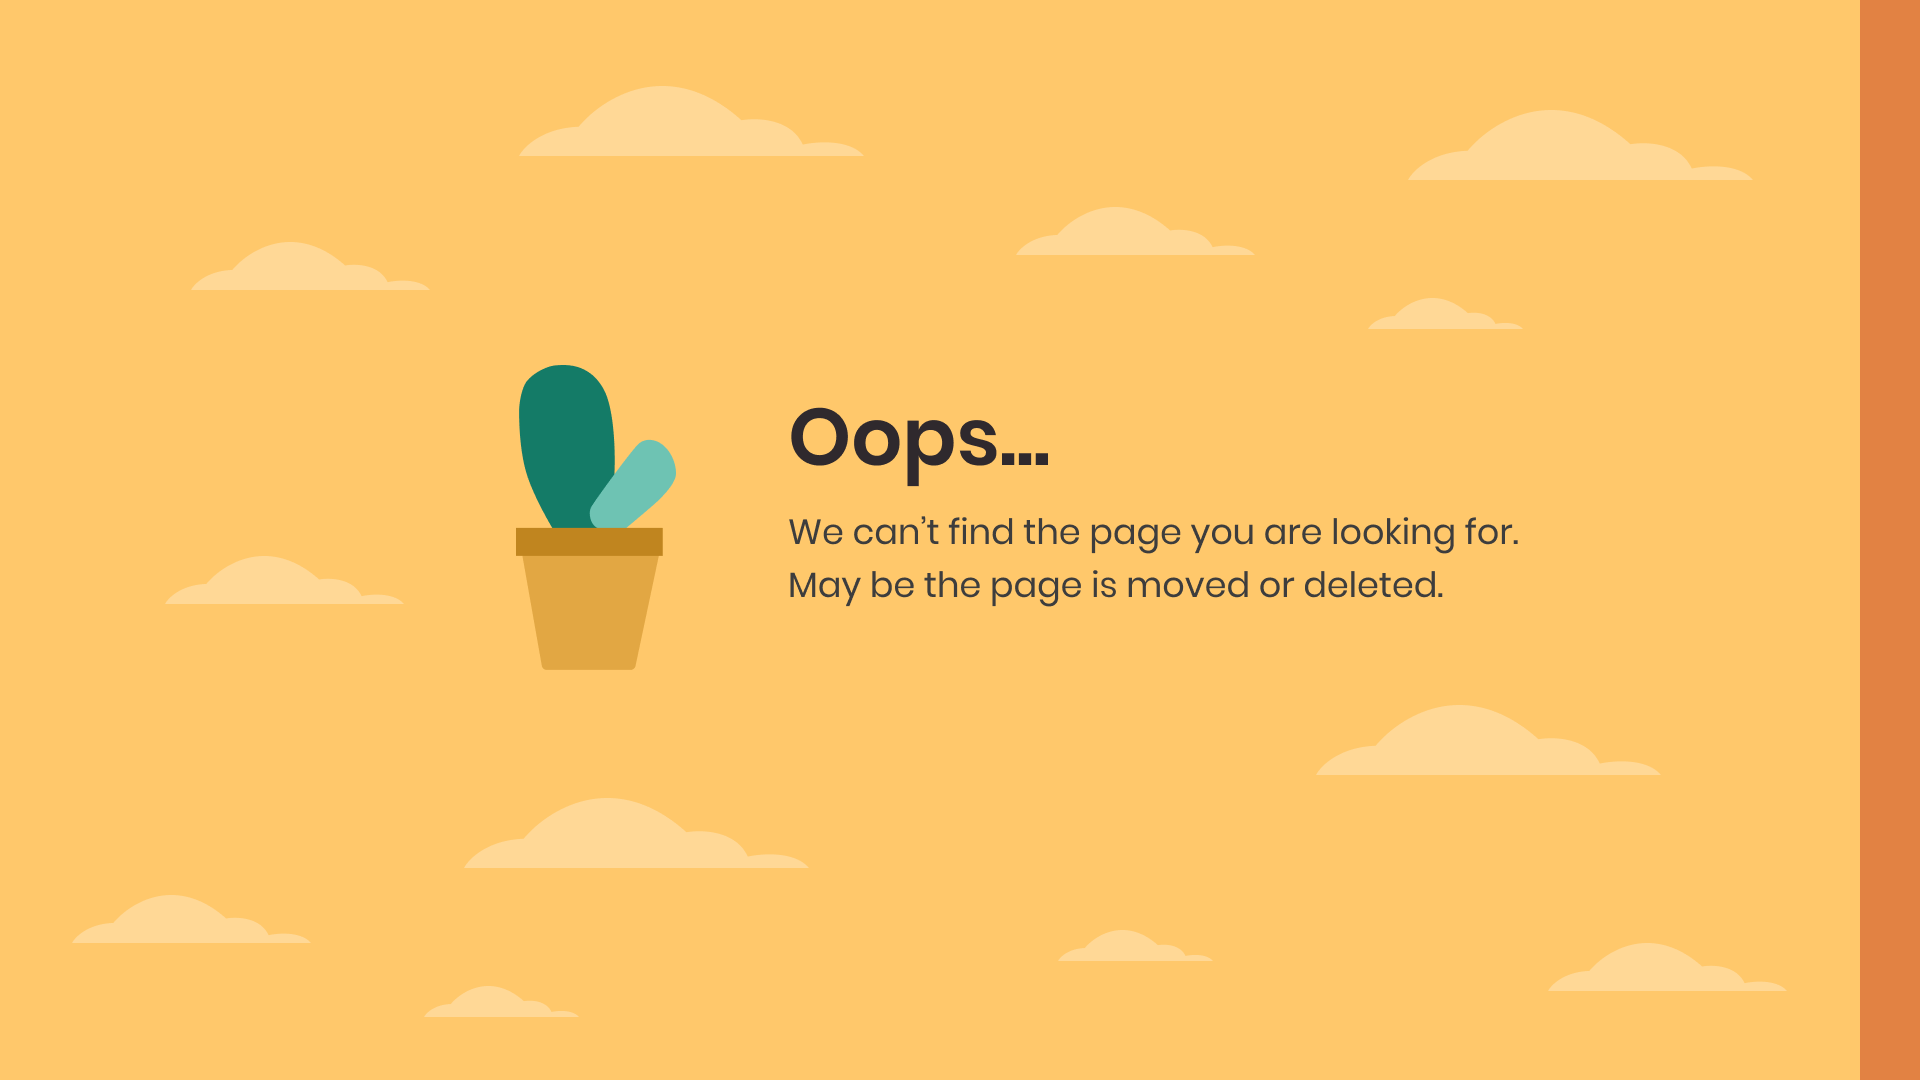 Oops...
We can’t find the page you are looking for.
May be the page is moved or deleted.